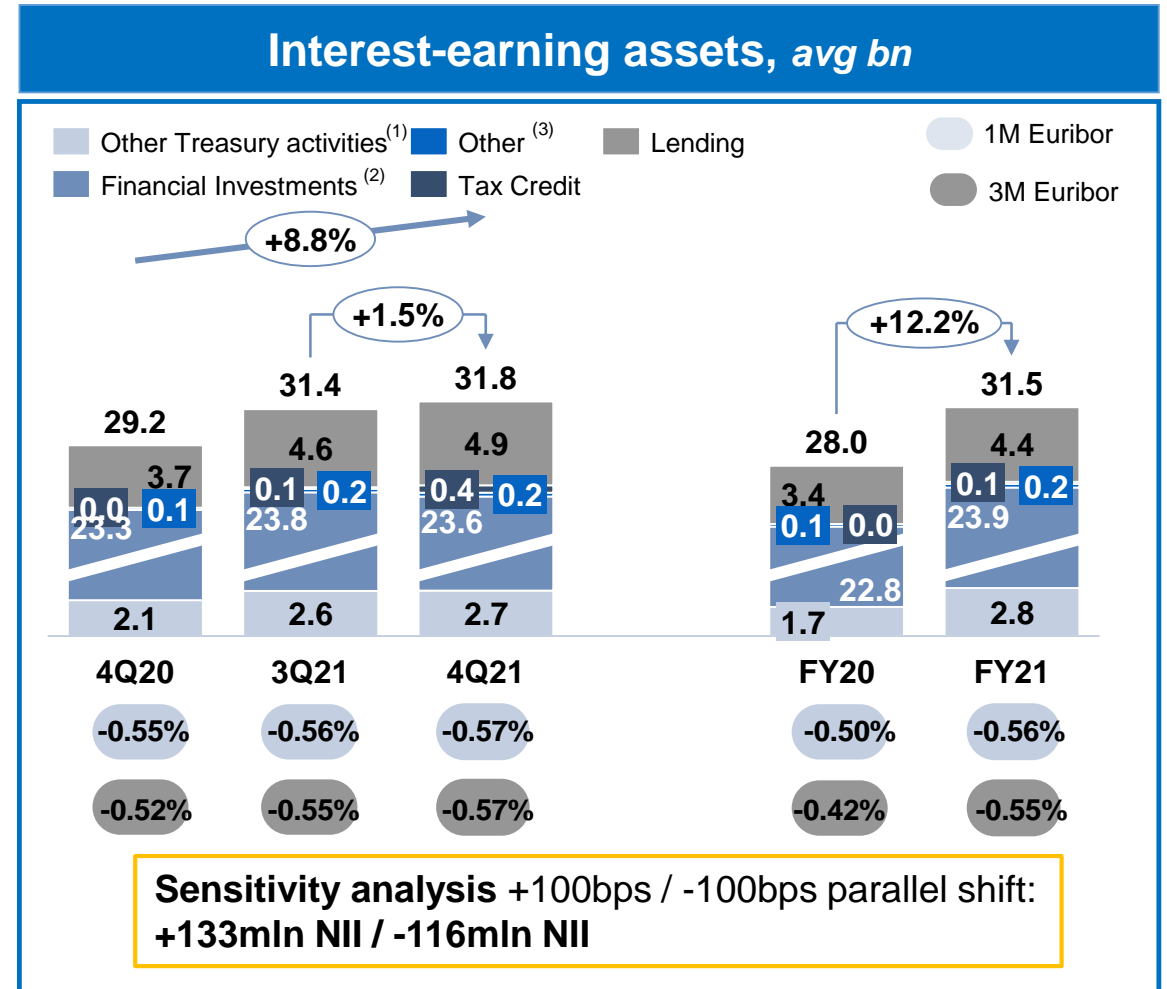 Interest-earning assets, avg bn
Other Treasury activities(1) Other (3) Lending
Financial Investments (2) Tax Credit
1M Euribor
3M Euribor
+8.8%
+1.5%
+12.2%
29.2 31.4 31.8 28.0 31.5
3.7 4.6 4.9 3.4 4.4
0.0 0.1 0.1 0.2 0.4 0.2 0.1 0.0 0.1 0.2
23.3 23.8 23.6 22.8 23.9
2.1 2.6 2.7 1.7 2.8
4Q20 3Q21 4Q21 FY20 FY21
-0.55% -0.56% -0.57% -0.50% -0.56%
-0.52% -0.55% -0.57% -0.42% -0.55%
Sensitivity analysis +100bps / -100bps parallel shift:
+133mln NII / -116mln NII